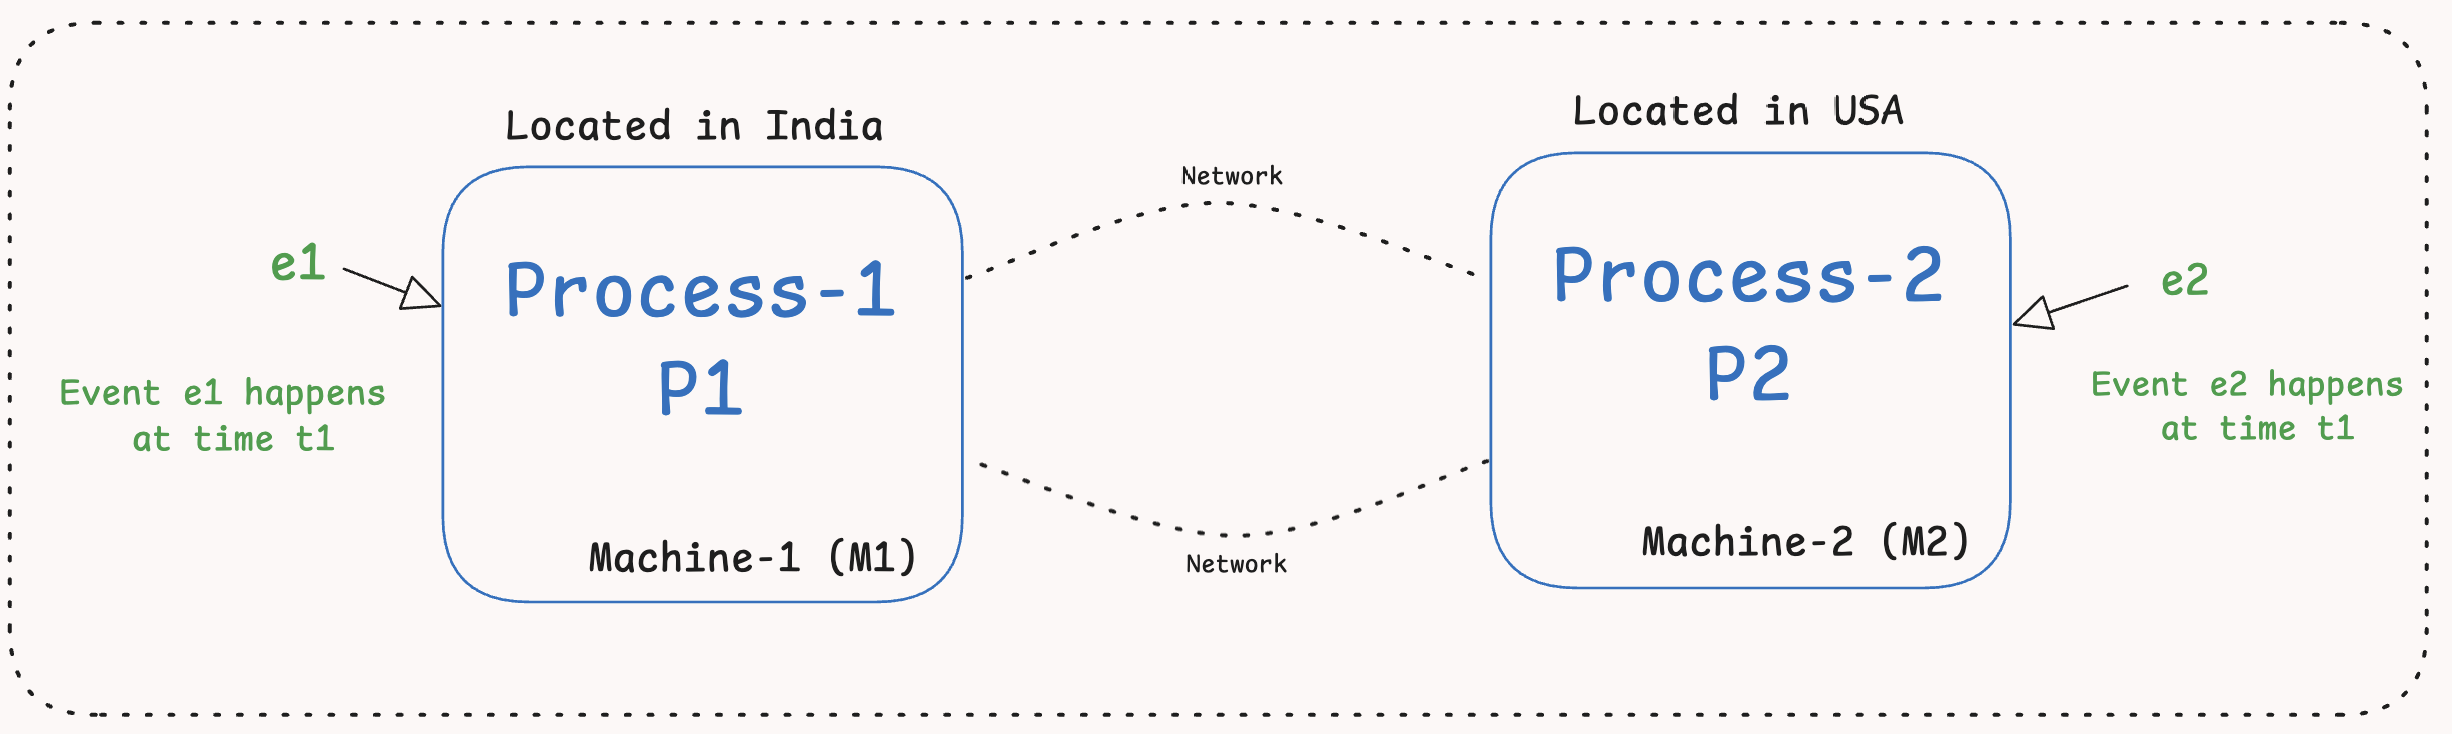 Located in India
Located in USA
Network
e1
Process-1
P1
Process-2
P2
e2
Event e1 happens
at time t1
Event e2 happens
at time t1
Machine-1 (M1)
Machine-2 (M2)
Network